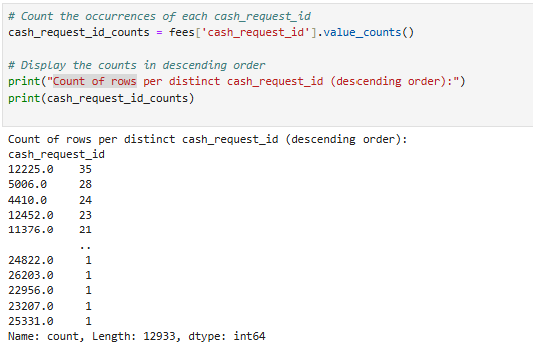 # Count the occurrences of each cash_request_id
cash_request_id_counts = fees['cash_request_id'].value_counts()
# Display the counts in descending order
print("Count of rows per distinct cash_request_id (descending order):")
print(cash_request_id_counts)
Count of rows per distinct cash_request_id (descending order):
cash_request_id
12225.0    35
5006.0     28
4410.0     24
12452.0    23
11376.0    21
..
24822.0     1
26203.0     1
22956.0     1
23207.0     1
25331.0     1
Name: count, Length: 12933, dtype: int64